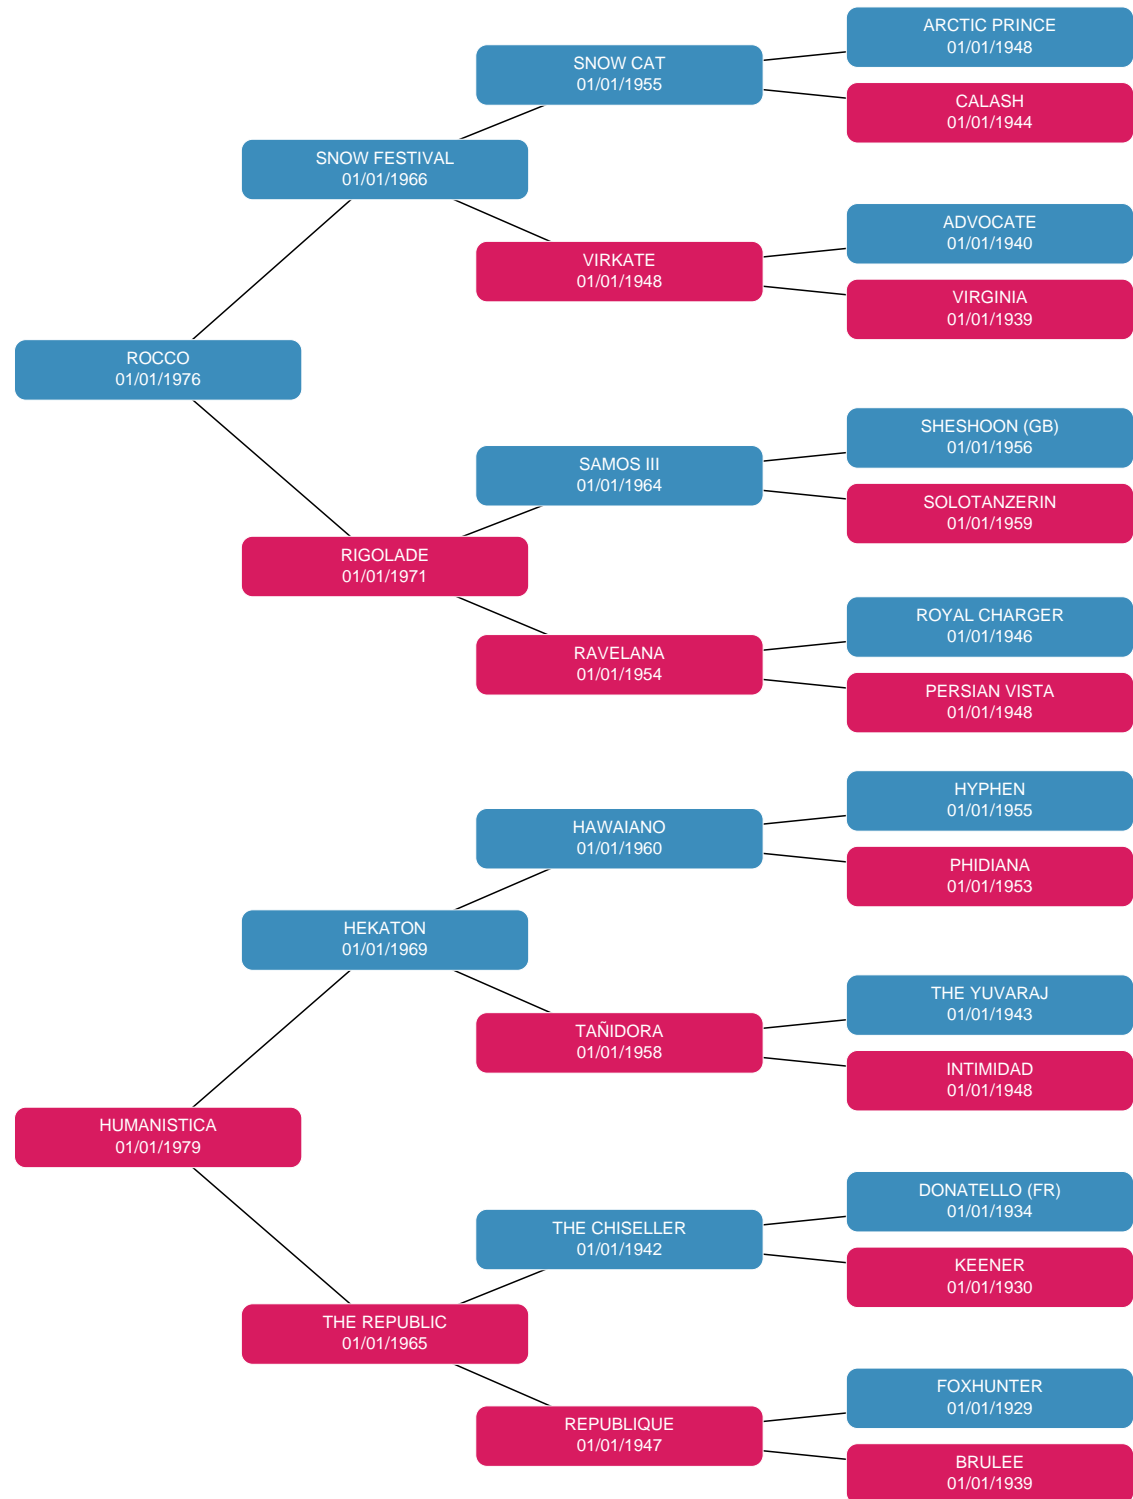 ARCTIC PRINCE
01/01/1948
SNOW CAT
01/01/1955
CALASH
01/01/1944
SNOW FESTIVAL
01/01/1966
ADVOCATE
01/01/1940
VIRKATE
01/01/1948
VIRGINIA
01/01/1939
ROCCO
01/01/1976
SHESHOON (GB)
01/01/1956
SAMOS III
01/01/1964
SOLOTANZERIN
01/01/1959
RIGOLADE
01/01/1971
ROYAL CHARGER
01/01/1946
RAVELANA
01/01/1954
PERSIAN VISTA
01/01/1948
HYPHEN
01/01/1955
HAWAIANO
01/01/1960
PHIDIANA
01/01/1953
HEKATON
01/01/1969
THE YUVARAJ
01/01/1943
TAÑIDORA
01/01/1958
INTIMIDAD
01/01/1948
HUMANISTICA
01/01/1979
DONATELLO (FR)
01/01/1934
THE CHISELLER
01/01/1942
KEENER
01/01/1930
THE REPUBLIC
01/01/1965
FOXHUNTER
01/01/1929
REPUBLIQUE
01/01/1947
BRULEE
01/01/1939